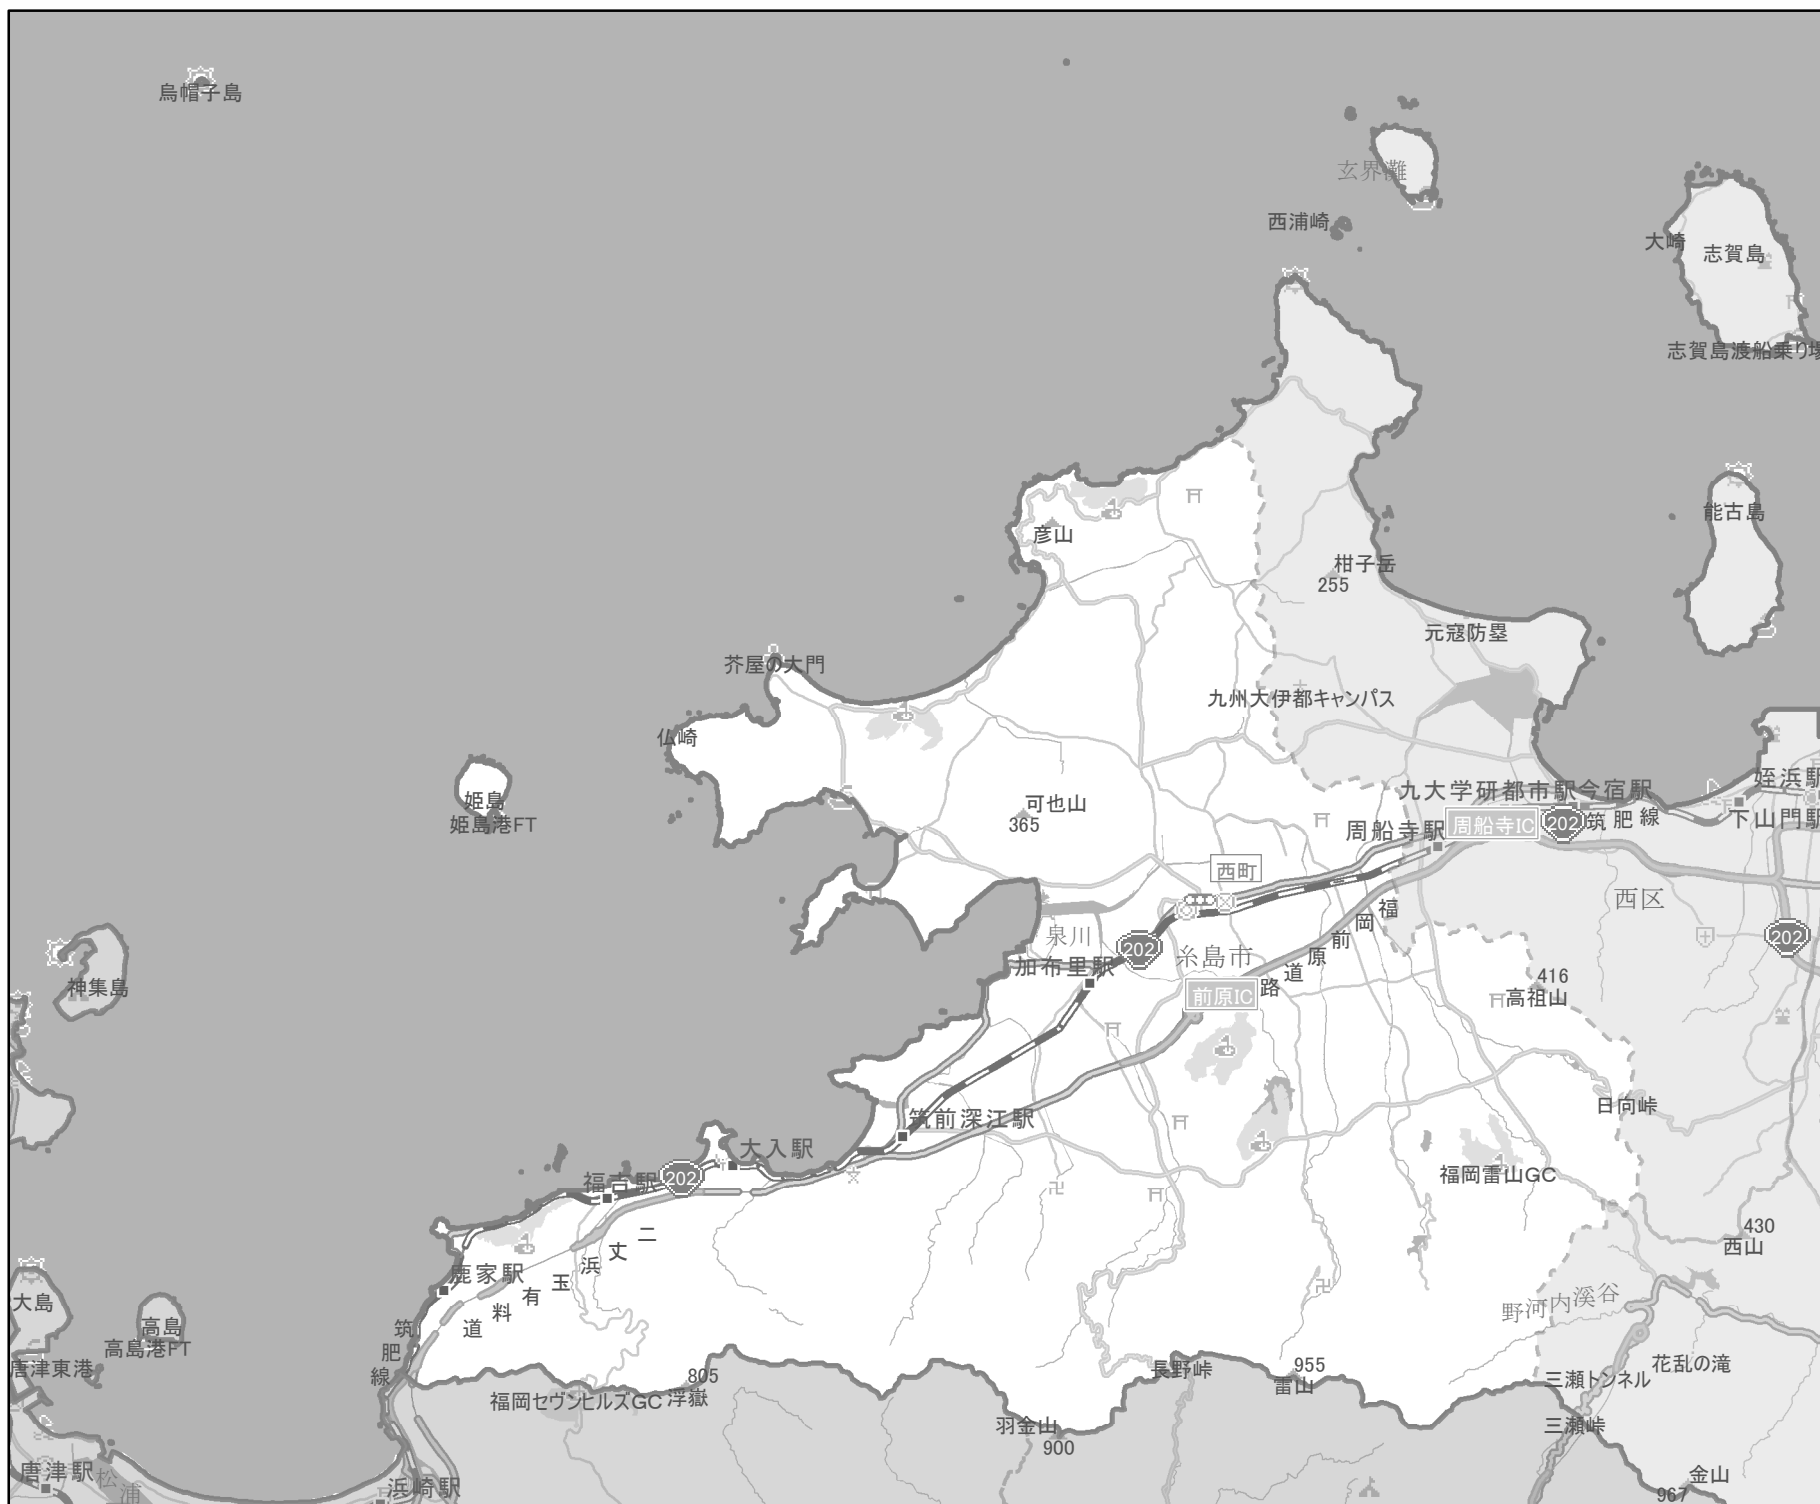 烏帽子島
玄界灘
西浦崎
大崎
志賀島
志賀島渡船乗り場
彦山
能古島
柑子岳
255
元寇防塁
芥屋の大門
九州大伊都キャンパス
仏崎
姫島
姫島港FT
可也山
365
九大学研都市駅
今宿駅
姪浜駅
周船寺駅
周船寺IC
202
筑肥線
下山門駅
西町
西区
福岡前原道路
泉川
202
糸島市
202
加布里駅
前原IC
416
高祖山
神集島
日向峠
筑前深江駅
大入駅
福吉駅
202
福岡雷山GC
二丈浜玉有料道
430
西山
鹿家駅
大島
高島
高島港FT
野河内渓谷
筑肥線
唐津東港
805
福岡セヴンヒルズGC
浮嶽
長野峠
955
雷山
三瀬トンネル
花乱の滝
羽金山
900
三瀬峠
唐津駅
松浦
浜崎駅
金山
967